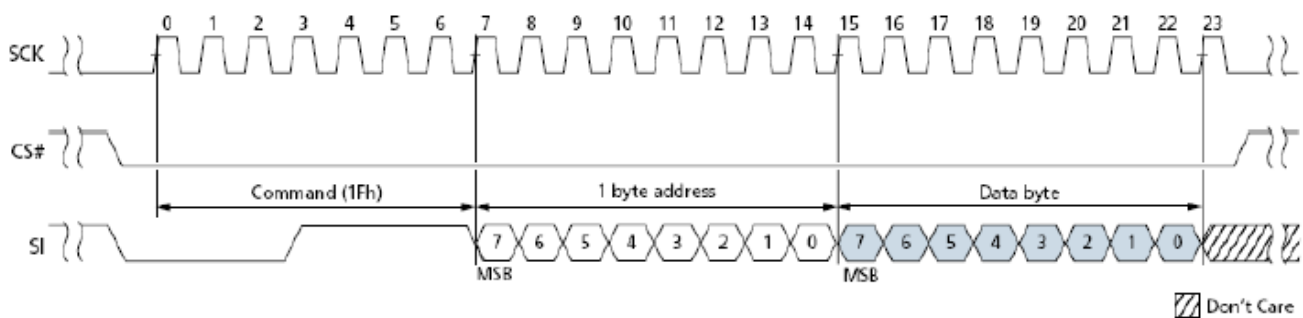 0 1 2 3 4 5 6 7 8 9 10 11 12 13 14 15 16 17 18 19 20 21 22 23
SCK
CS#
Command (1Fh) 1 byte address Data byte
SI 7 6 5 4 3 2 1 0 7 6 5 4 3 2 1 0
MSB MSB
Don't Care